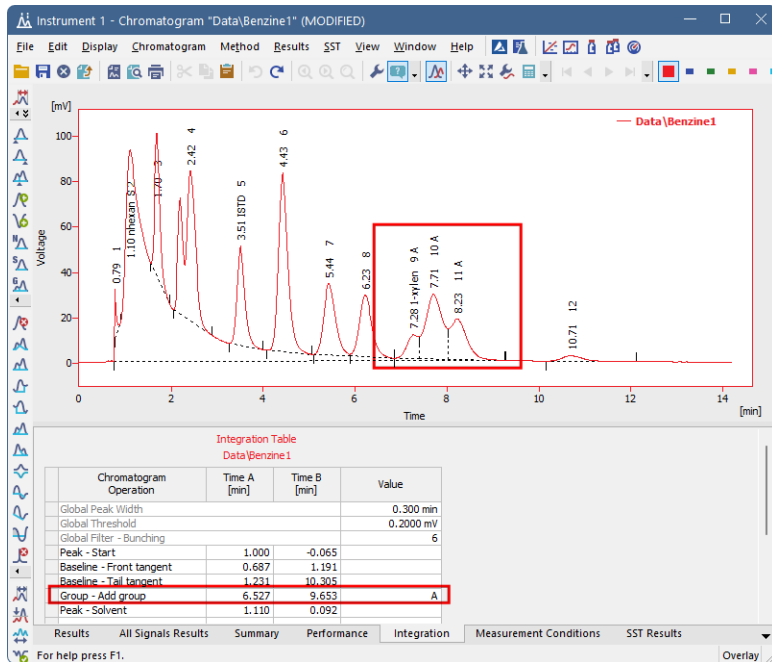 Instrument 1 - Chromatogram "Data\Benzine1" (MODIFIED)
File Edit Display Chromatogram Method Results SST View Window Help
[mV]
Data\Benzine1
100
80
60
40
20
0
Voltage
0.79 1
1.10 nhexan S 2
1.70 3
2.42 4
3.51 ISTD 5
4.43 6
5.44 7
6.23 8
7.28 1-xylen 9 A
7.71 10 A
8.23 11 A
10.71 12
0 2 4 6 8 10 12 14
Time
[min]
Integration Table
Data\Benzine1
Chromatogram Operation Time A [min] Time B [min] Value
Global Peak Width 0.300 min
Global Threshold 0.2000 mV
Global Filter - Bunching 6
Peak - Start 1.000 -0.065
Baseline - Front tangent 0.687 1.191
Baseline - Tail tangent 1.231 10.305
Group - Add group 6.527 9.653 A
Peak - Solvent 1.110 0.092
Results All Signals Results Summary Performance Integration Measurement Conditions SST Results
For help press F1.
Overlay